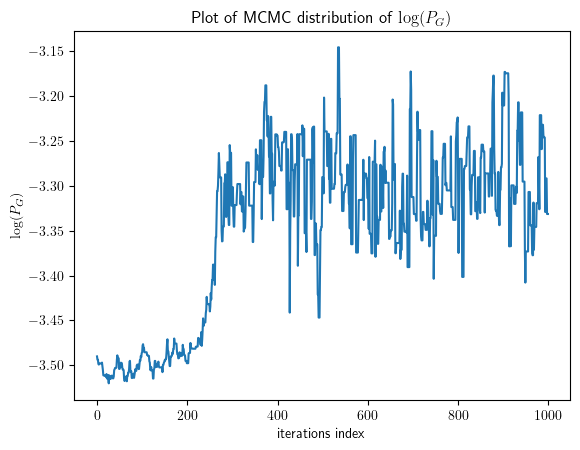 Plot of MCMC distribution of log(P_G)
−3.15
−3.20
−3.25
−3.30
−3.35
−3.40
−3.45
−3.50
log(P_G)
0 200 400 600 800 1000
iterations index